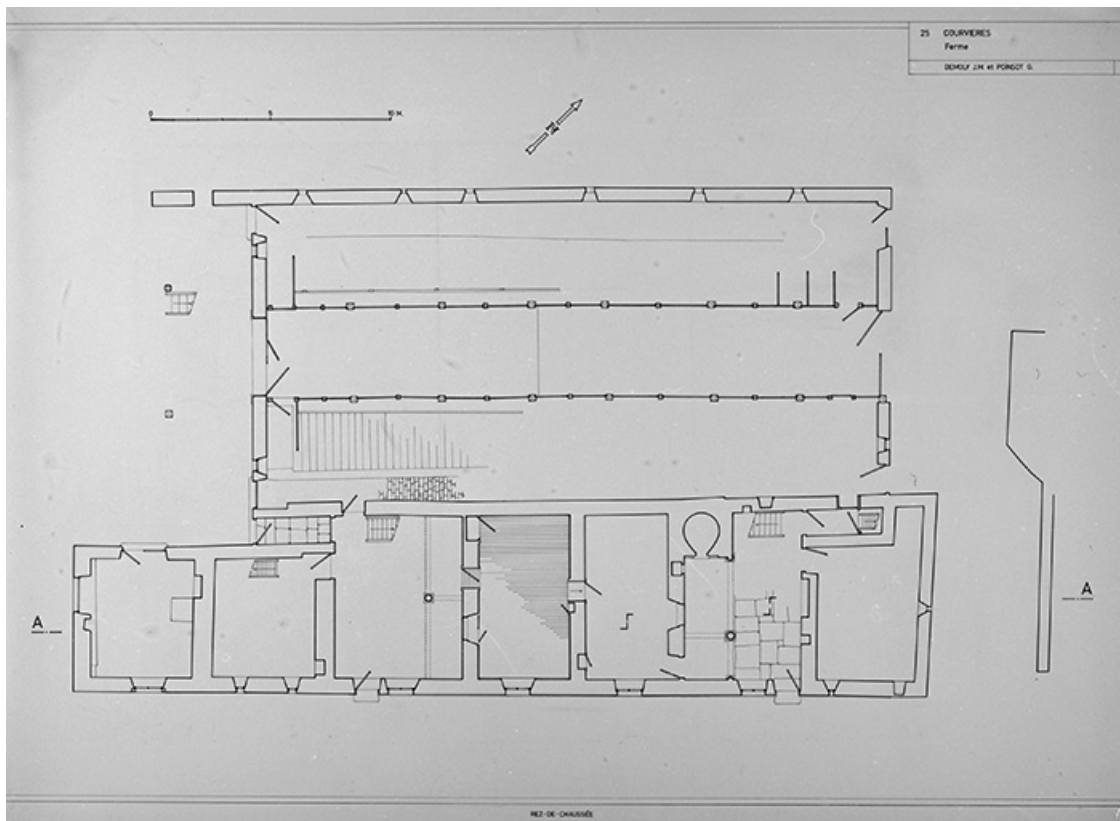 25 COURVIERES
Ferme
DEMOLY J.M. et POINSOT G.
0 5 10 M.
A A
REZ-DE-CHAUSSÉE